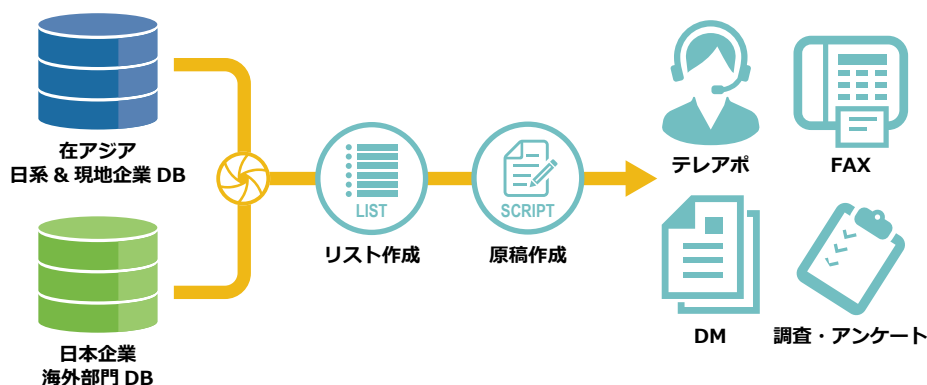 在アジア
日系 & 現地企業 DB
日本企業
海外部門 DB
LIST
リスト作成
SCRIPT
原稿作成
テレアポ
FAX
DM
調査・アンケート